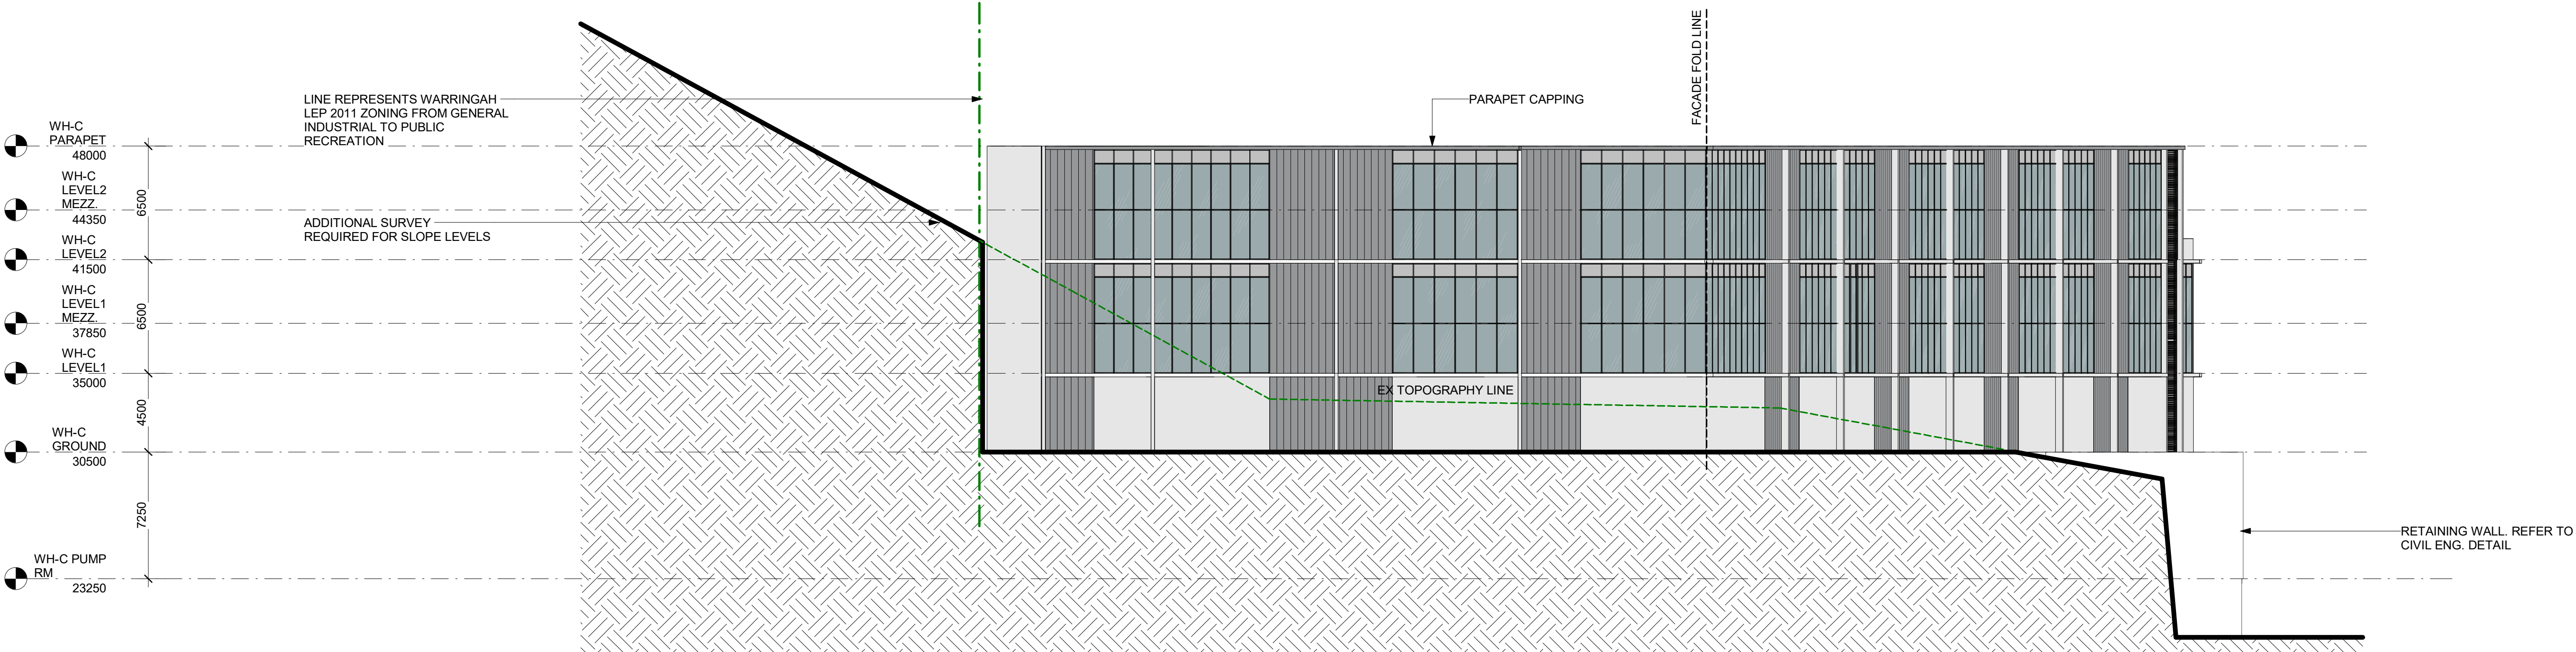 WH-C
PARAPET
48000
WH-C
LEVEL2
MEZZ.
44350
WH-C
LEVEL2
41500
WH-C
LEVEL1
MEZZ.
37850
WH-C
LEVEL1
35000
WH-C
GROUND
30500
WH-C PUMP
RM
23250
6500
6500
4500
7250
LINE REPRESENTS WARRINGAH
LEP 2011 ZONING FROM GENERAL
INDUSTRIAL TO PUBLIC
RECREATION
ADDITIONAL SURVEY
REQUIRED FOR SLOPE LEVELS
PARAPET CAPPING
FACADE FOLD LINE
EX TOPOGRAPHY LINE
RETAINING WALL. REFER TO
CIVIL ENG. DETAIL